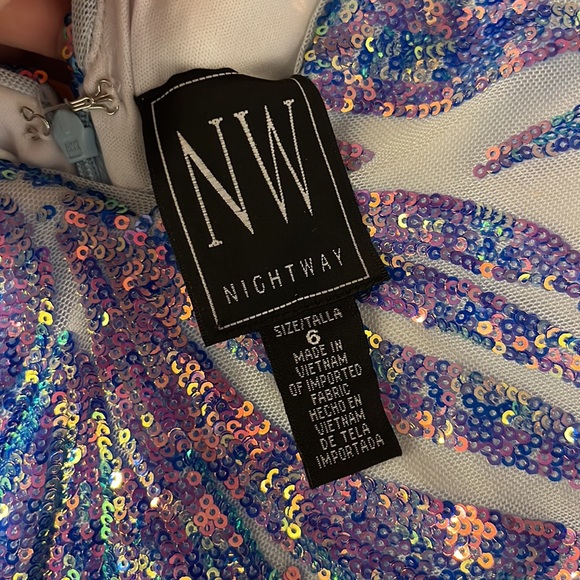 NW
NIGHTWAY
SIZE/TALLA
6
MADE IN
VIETNAM
OF IMPORTED
FABRIC
HECHO EN
VIETNAM
DE TELA
IMPORTADA